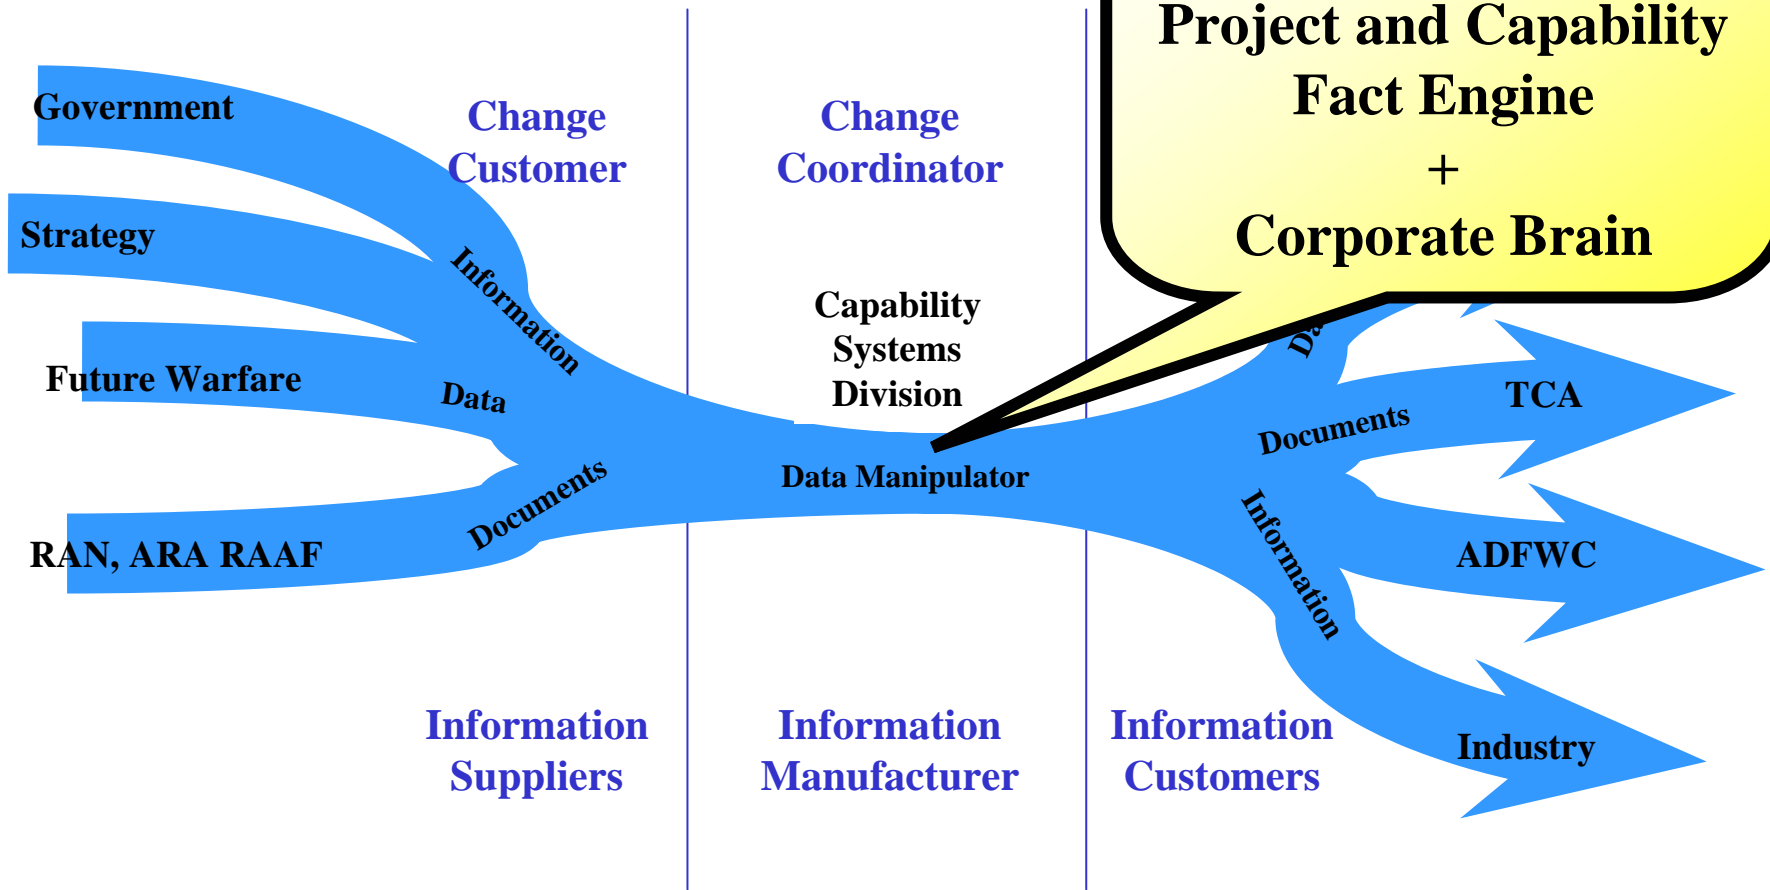 Project and Capability
Fact Engine
+
Corporate Brain
Government
Strategy
Future Warfare
RAN, ARA RAAF
Change
Customer
Information
Data
Documents
Information
Suppliers
Change
Coordinator
Capability
Systems
Division
Data Manipulator
Information
Manufacturer
Documents
Information
TCA
ADFWC
Industry
Information
Customers